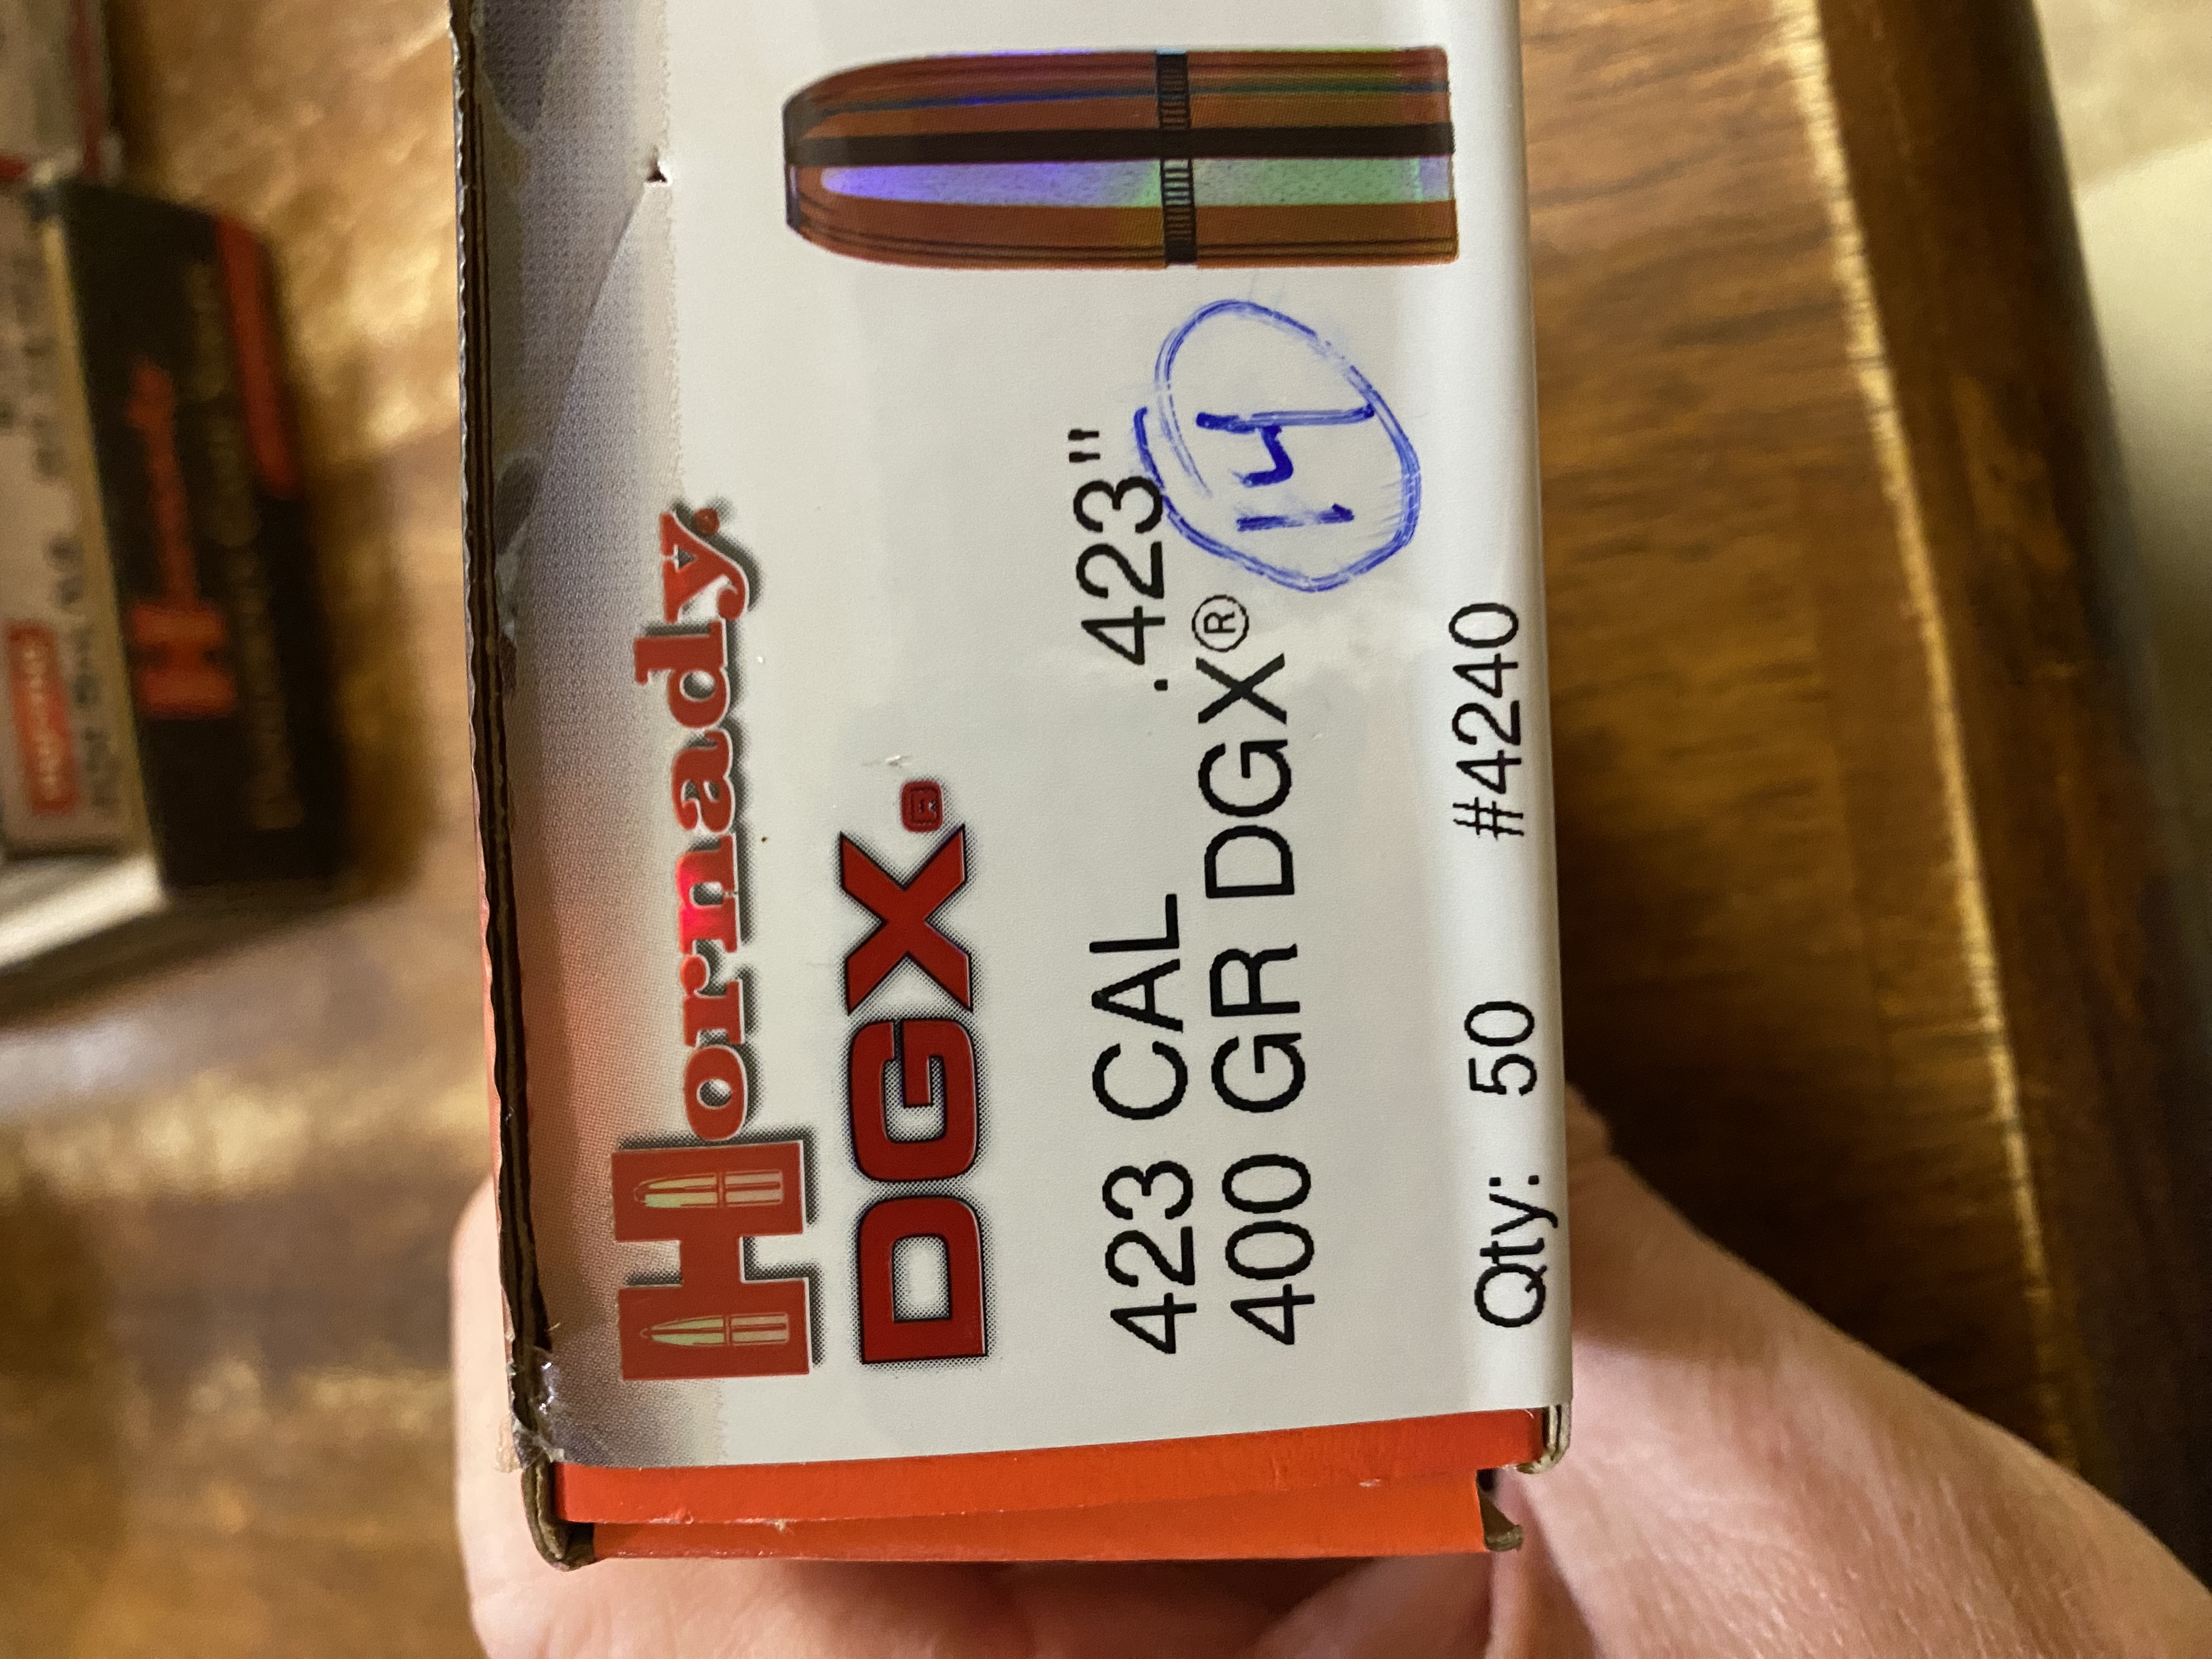 Hornady®
DGX®
423 CAL .423"
400 GR DGX®
14
Qty: 50 #4240